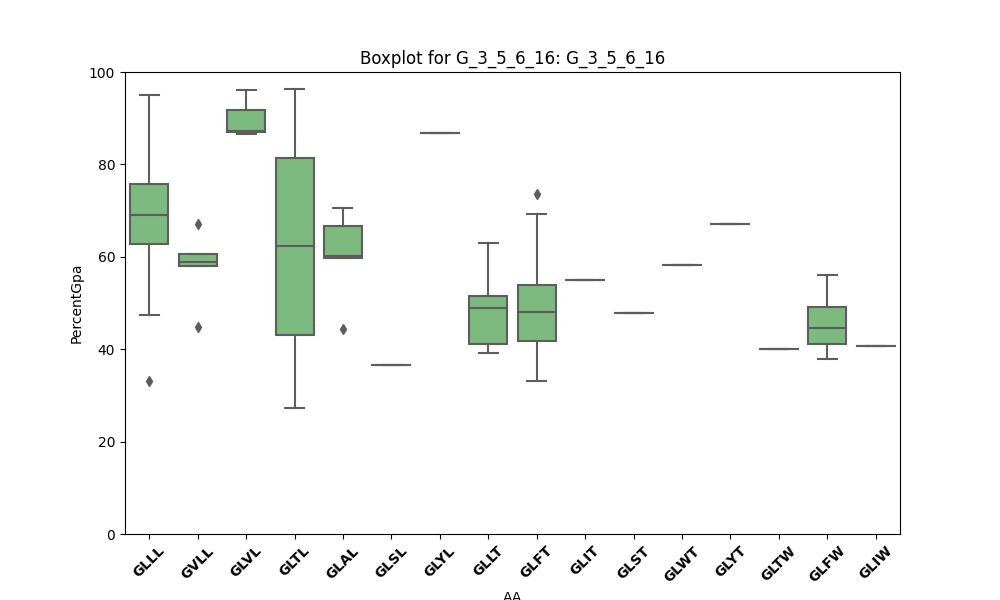 Boxplot for G_3_5_6_16: G_3_5_6_16
PercentGpa
100
80
60
40
20
0
GLLL
GVLL
GLVL
GLTL
GLAL
GLSL
GLYL
GLLT
GLFT
GLIT
GLST
GLWT
GLYT
GLTW
GLFW
GLIW
AA